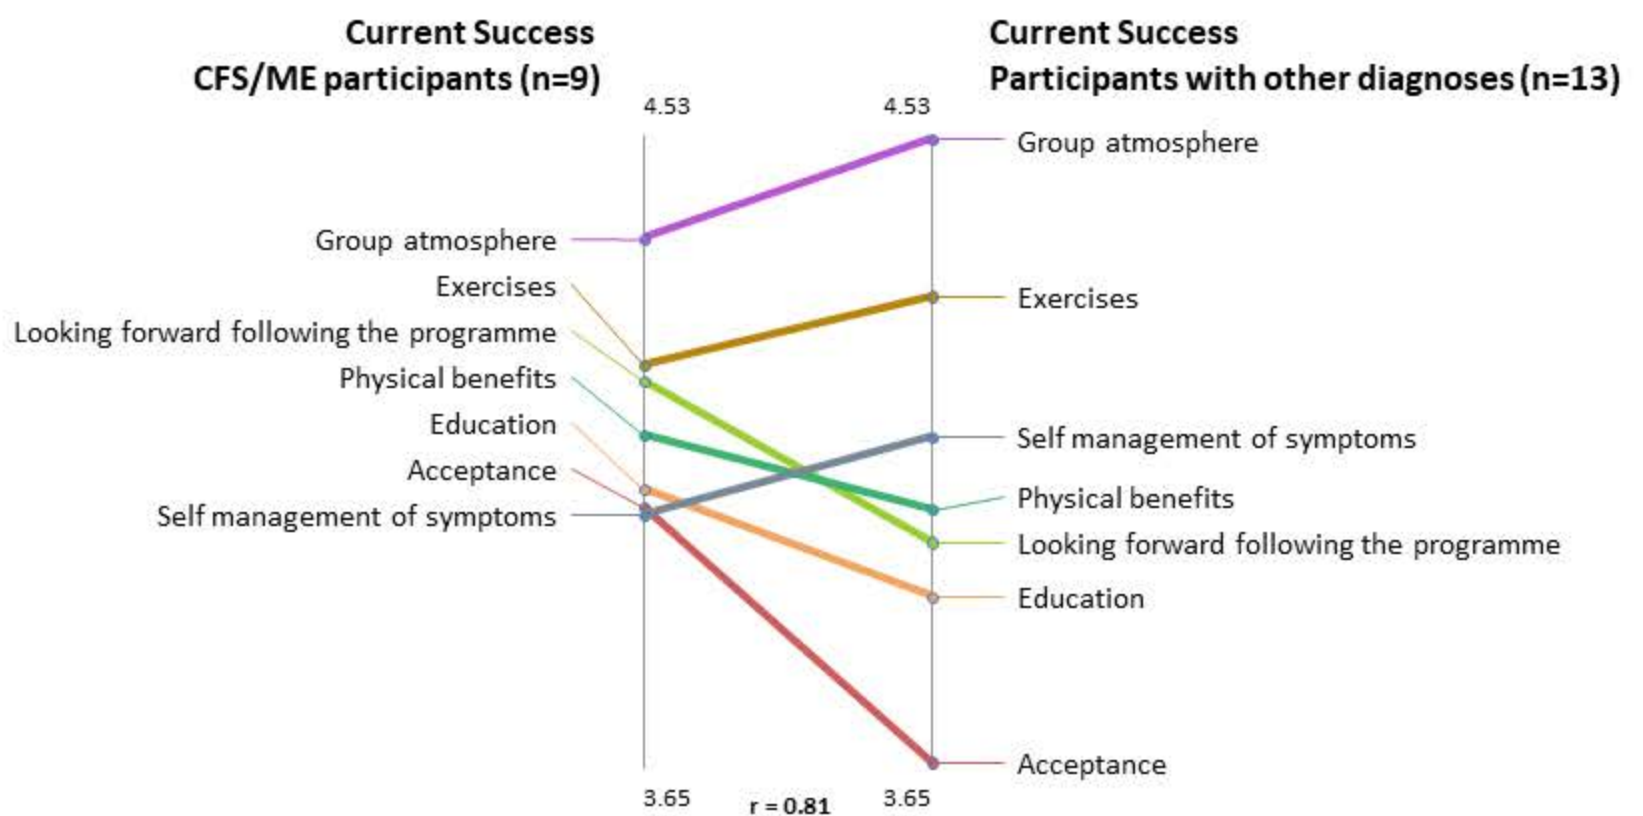 Current Success
CFS/ME participants (n=9)
Current Success
Participants with other diagnoses (n=13)
4.53
4.53
Group atmosphere
Exercises
Looking forward following the programme
Physical benefits
Education
Acceptance
Self management of symptoms
Group atmosphere
Exercises
Self management of symptoms
Physical benefits
Looking forward following the programme
Education
Acceptance
3.65
r = 0.81
3.65